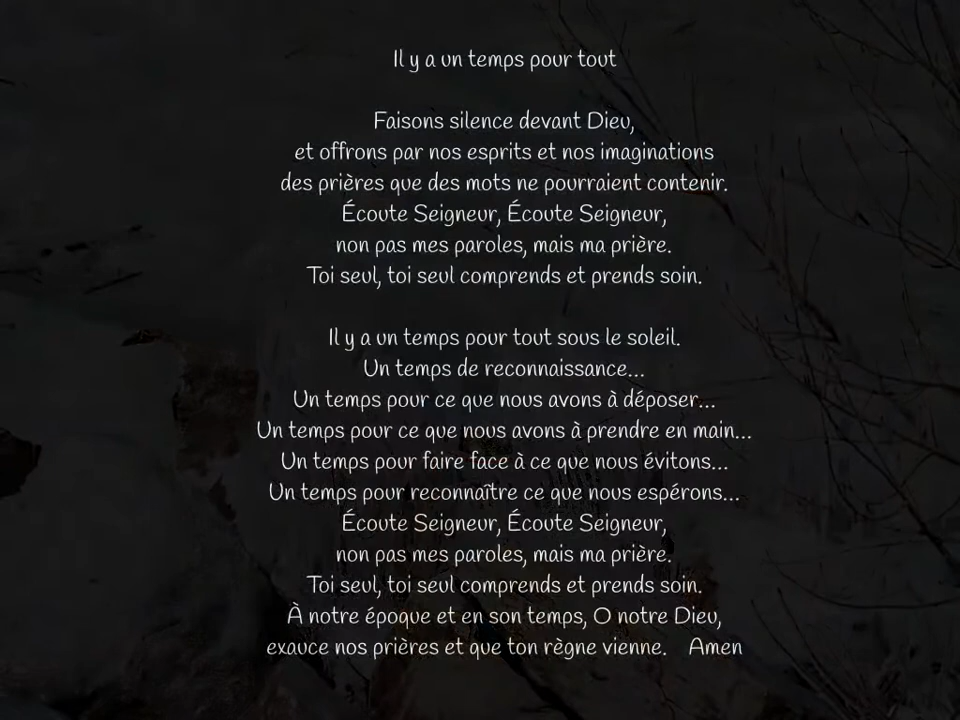 Il y a un temps pour tout
Faisons silence devant Dieu,
et offrons par nos esprits et nos imaginations
des prières que des mots ne pourraient contenir.
Écoute Seigneur, Écoute Seigneur,
non pas mes paroles, mais ma prière.
Toi seul, toi seul comprends et prends soin.
Il y a un temps pour tout sous le soleil.
Un temps de reconnaissance...
Un temps pour ce que nous avons à déposer...
Un temps pour ce que nous avons à prendre en main...
Un temps pour faire face à ce que nous évitons...
Un temps pour reconnaître ce que nous espérons...
Écoute Seigneur, Écoute Seigneur,
non pas mes paroles, mais ma prière.
Toi seul, toi seul comprends et prends soin.
À notre époque et en son temps, O notre Dieu,
exauce nos prières et que ton règne vienne. Amen